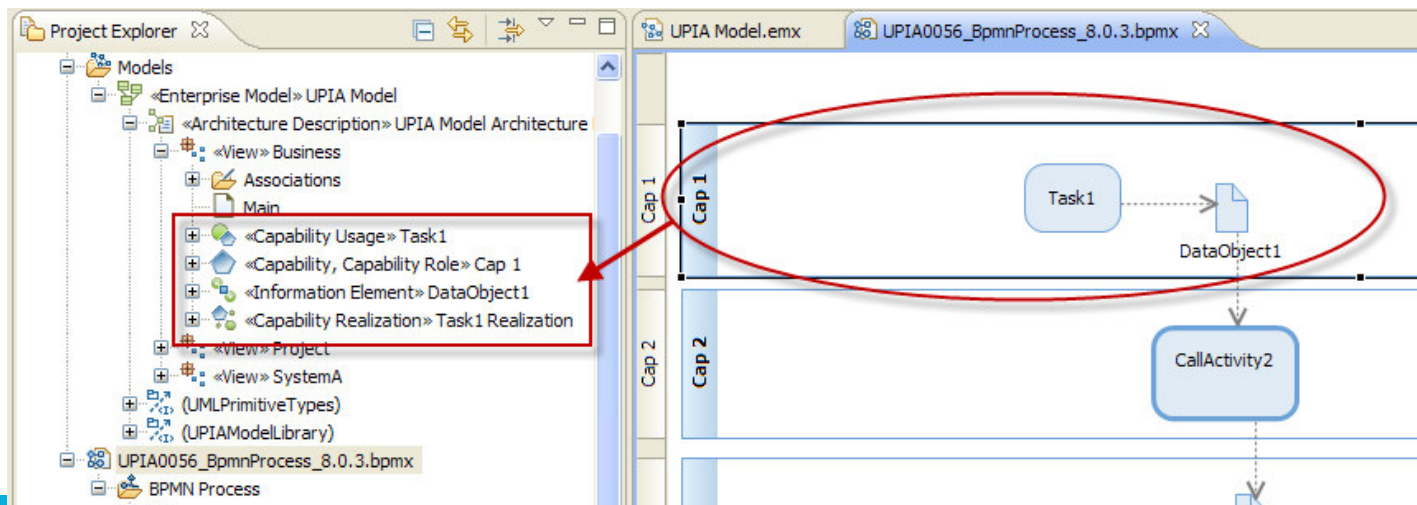 Project Explorer
UPIA Model.emx
UPIA0056_BpmnProcess_8.0.3.bpmx
Models
«Enterprise Model» UPIA Model
«Architecture Description» UPIA Model Architecture
«View» Business
Associations
Main
«Capability Usage» Task1
«Capability, Capability Role» Cap 1
«Information Element» DataObject1
«Capability Realization» Task1 Realization
«View» Project
«View» SystemA
(UMLPrimitiveTypes)
(UPIAModelLibrary)
UPIA0056_BpmnProcess_8.0.3.bpmx
BPMN Process
Cap 1
Cap 1
Task1
DataObject1
Cap 2
Cap 2
CallActivity2